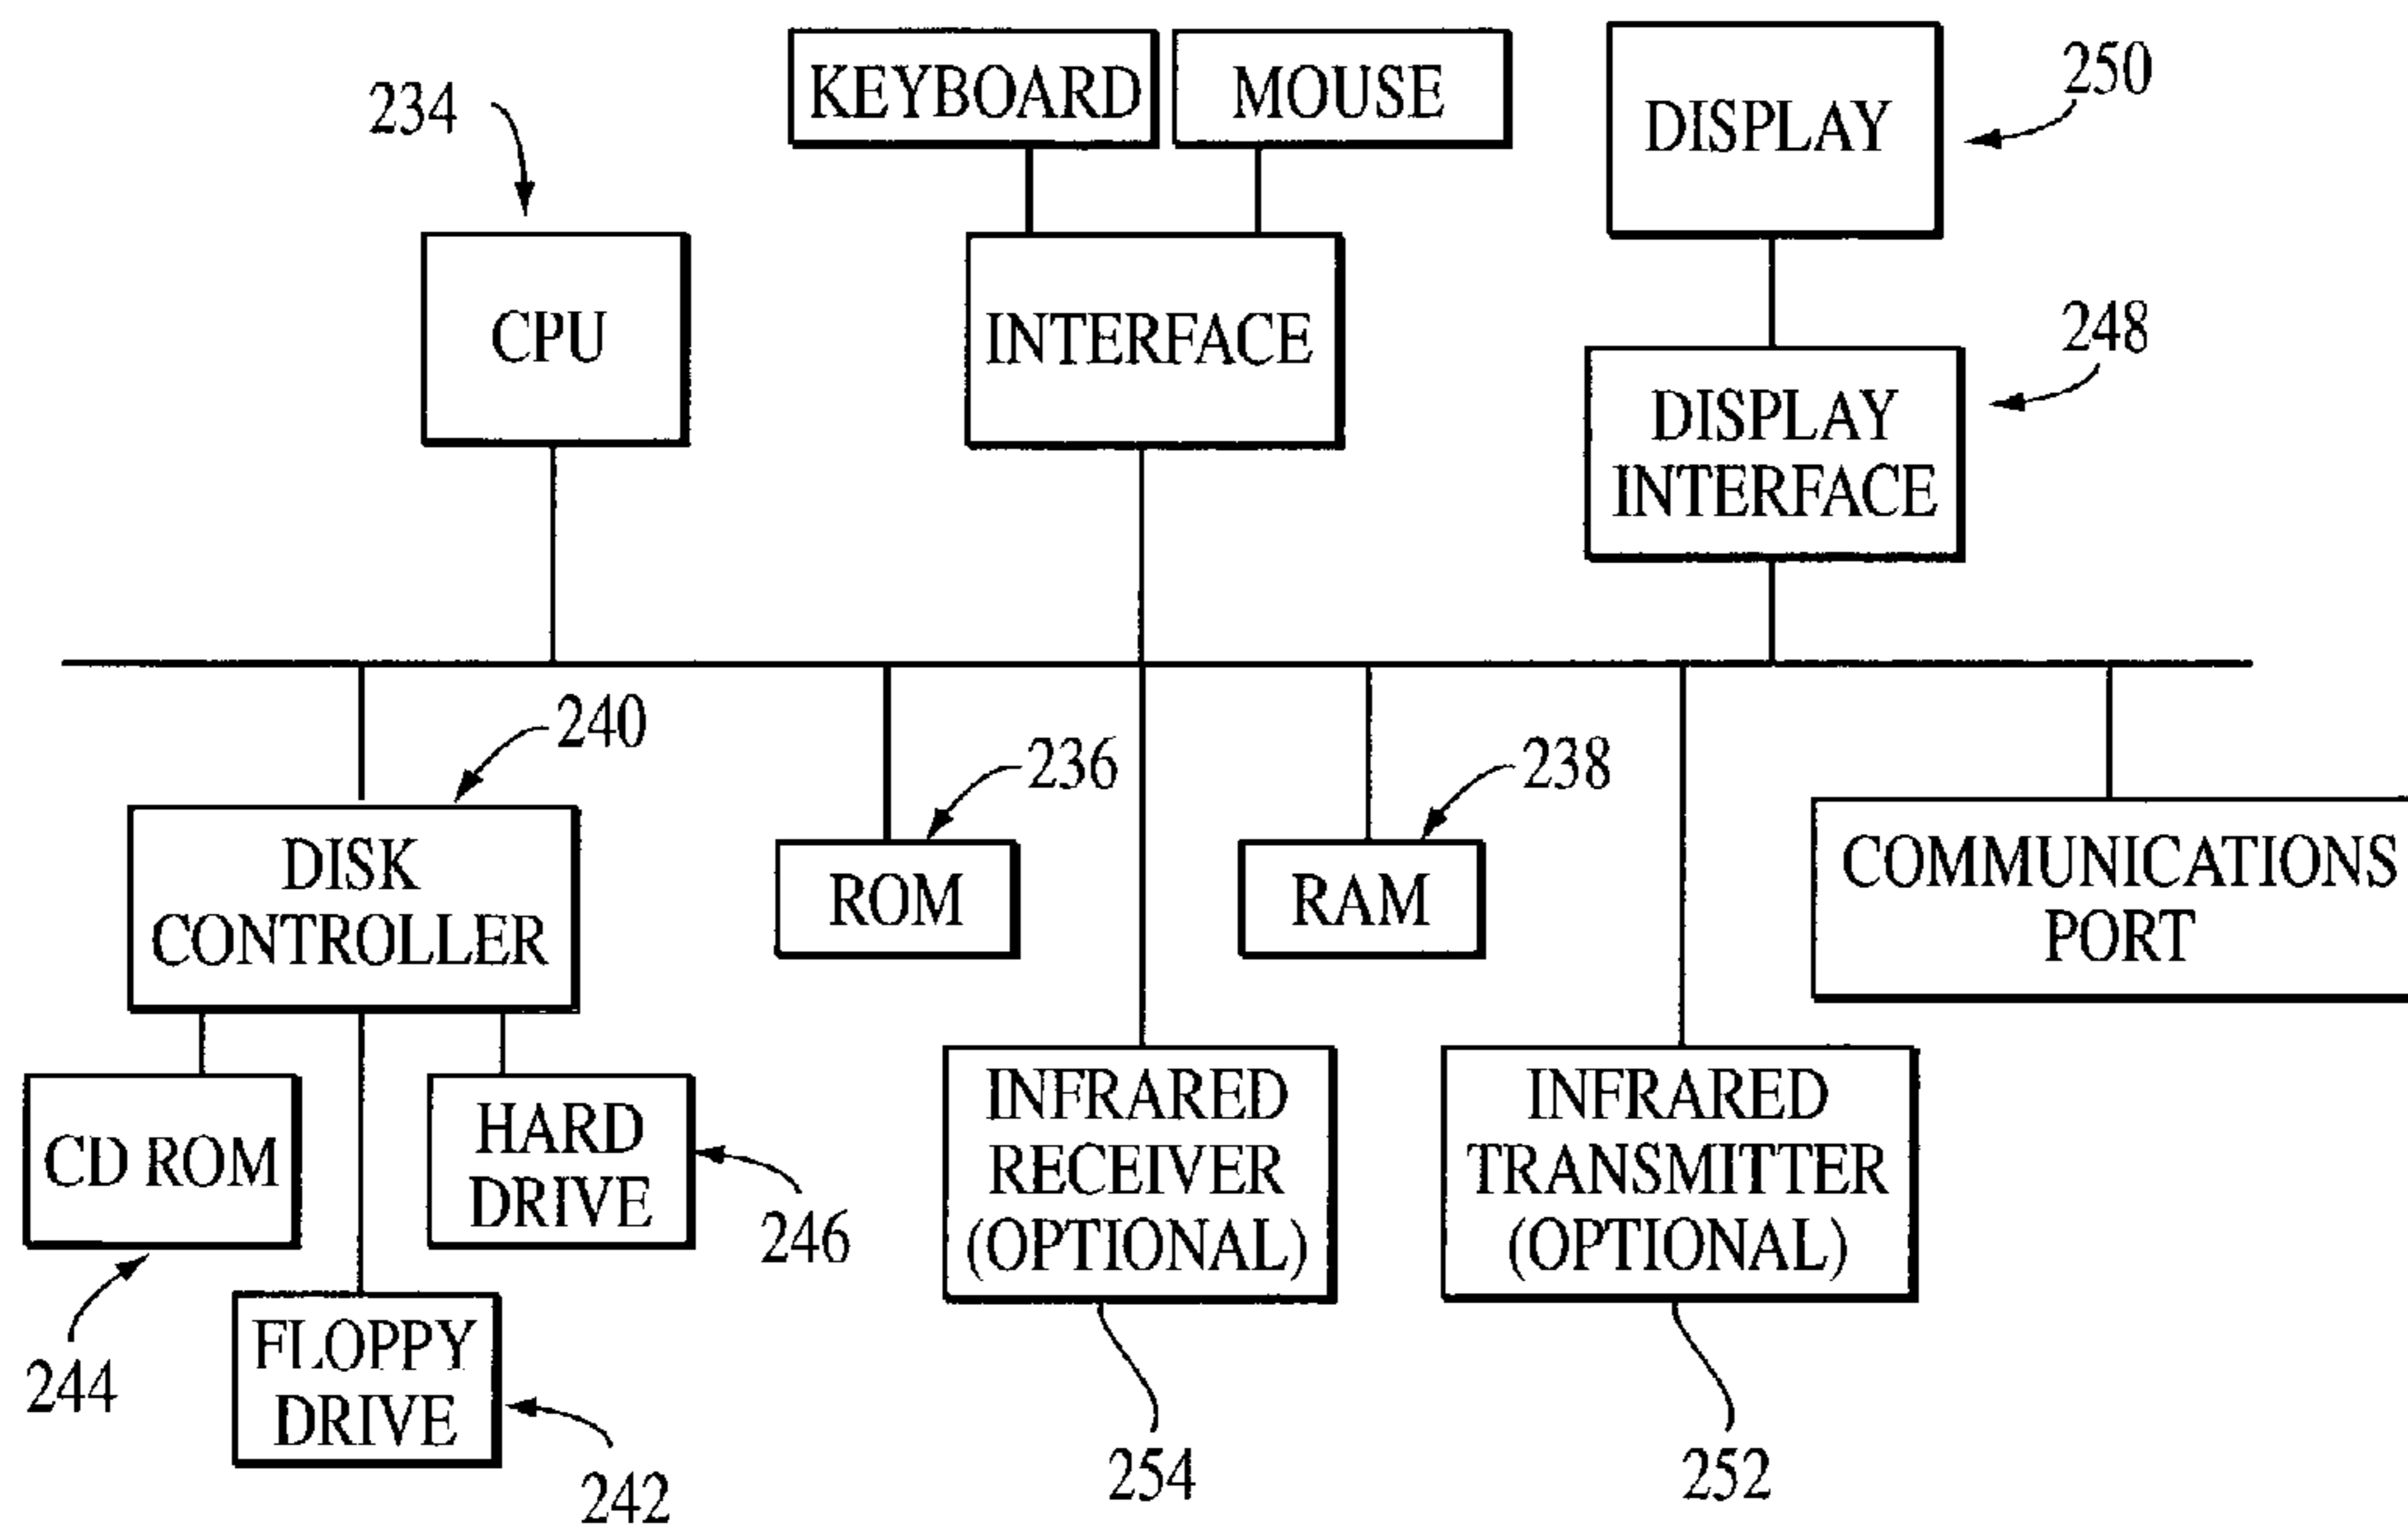 KEYBOARD
MOUSE
DISPLAY
250
234
CPU
INTERFACE
248
DISPLAY
INTERFACE
240
236
238
DISK
CONTROLLER
ROM
RAM
COMMUNICATIONS
PORT
CD ROM
HARD
DRIVE
246
INFRARED
RECEIVER
(OPTIONAL)
INFRARED
TRANSMITTER
(OPTIONAL)
244
FLOPPY
DRIVE
242
254
252